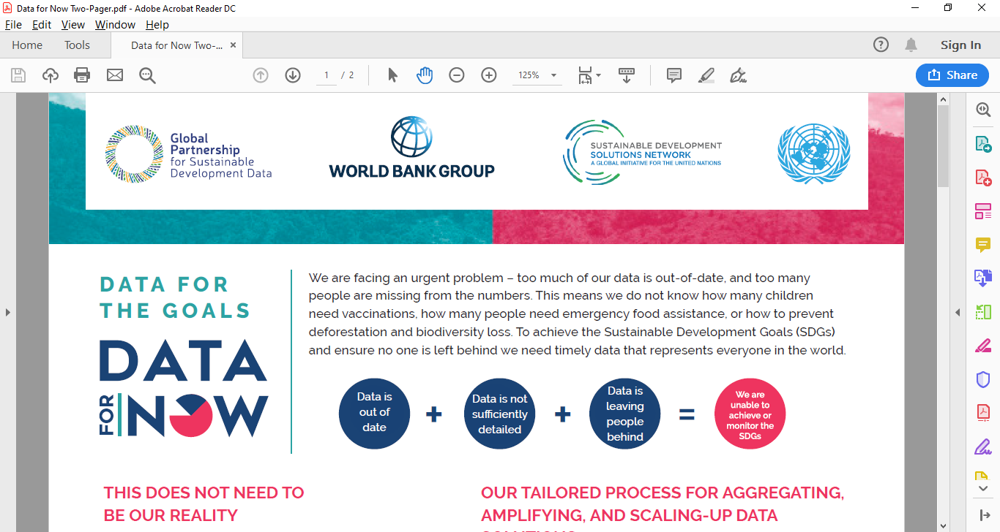 Data for Now Two-Pager.pdf - Adobe Acrobat Reader DC
File Edit View Window Help
Home Tools Data for Now Two-... × Sign In
1 / 2 125% Share
Global
Partnership
for Sustainable
Development Data
WORLD BANK GROUP
SUSTAINABLE DEVELOPMENT
SOLUTIONS NETWORK
A GLOBAL INITIATIVE FOR THE UNITED NATIONS
DATA FOR
THE GOALS
DATA
FOR NOW
We are facing an urgent problem – too much of our data is out-of-date, and too many
people are missing from the numbers. This means we do not know how many children
need vaccinations, how many people need emergency food assistance, or how to prevent
deforestation and biodiversity loss. To achieve the Sustainable Development Goals (SDGs)
and ensure no one is left behind we need timely data that represents everyone in the world.
Data is
out of
date
+
Data is not
sufficiently
detailed
+
Data is
leaving
people
behind
=
We are
unable to
achieve or
monitor the
SDGs
THIS DOES NOT NEED TO
BE OUR REALITY
OUR TAILORED PROCESS FOR AGGREGATING,
AMPLIFYING, AND SCALING-UP DATA
SOLUTIONS